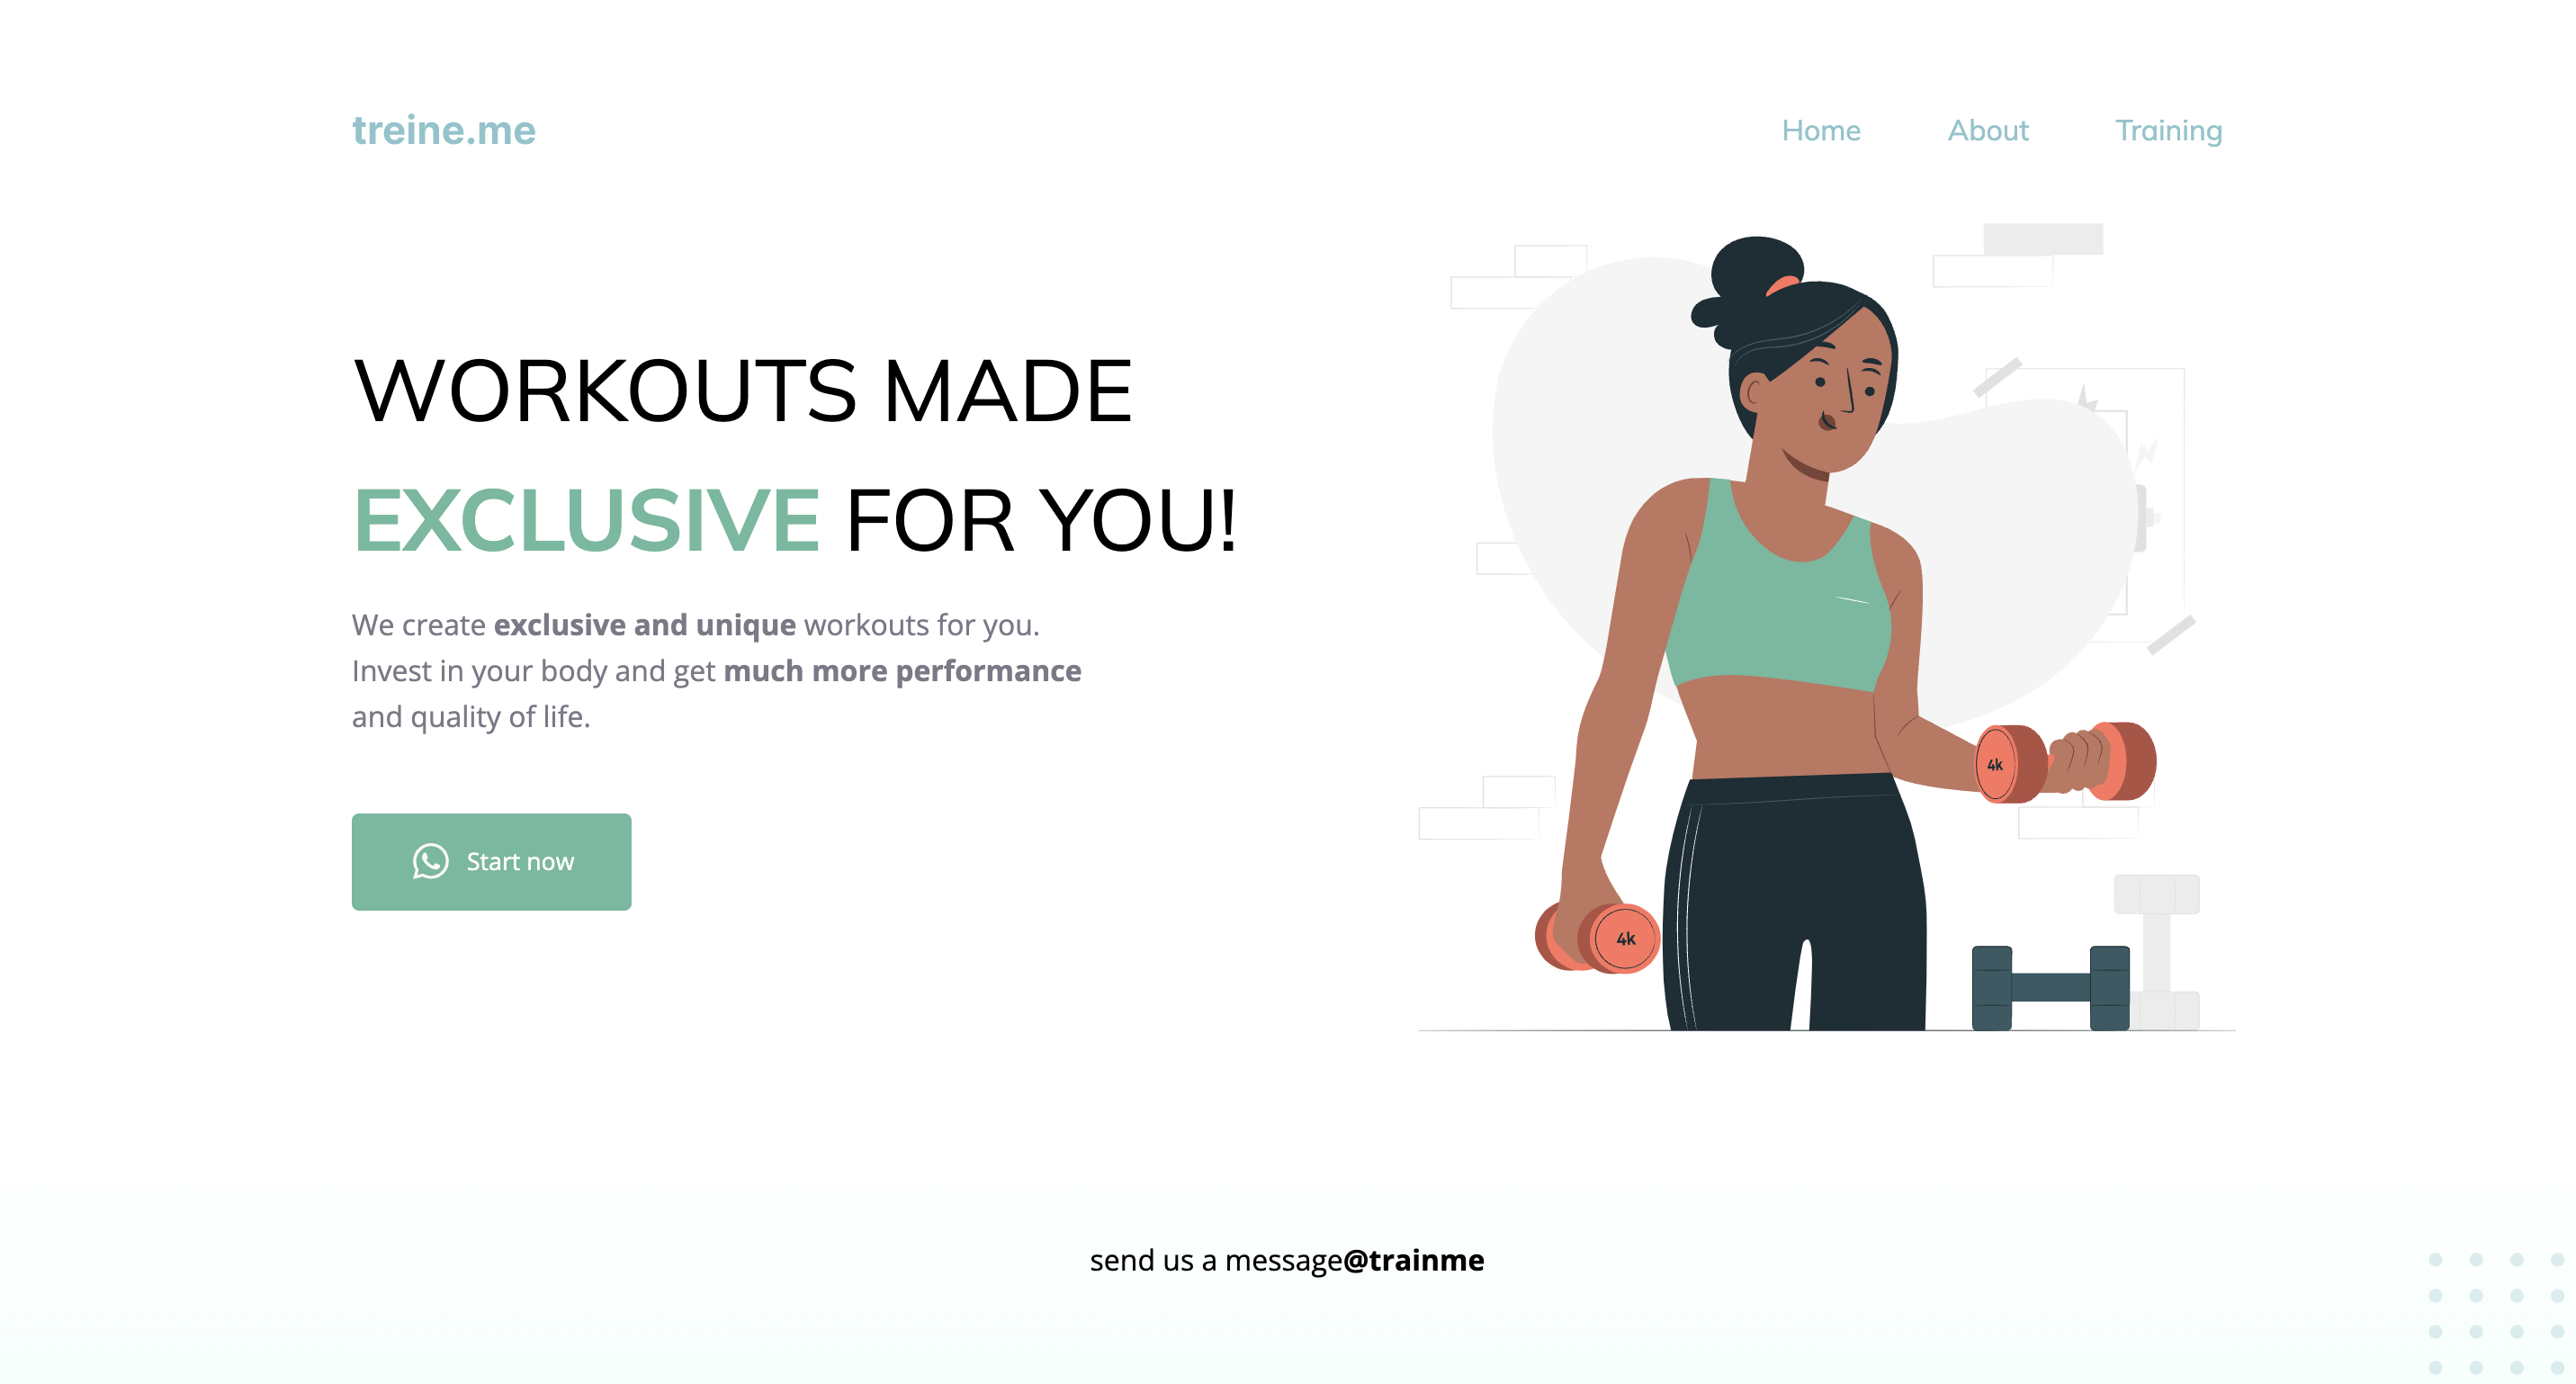 treine.me
Home
About
Training
WORKOUTS MADE
EXCLUSIVE FOR YOU!
We create exclusive and unique workouts for you.
Invest in your body and get much more performance
and quality of life.
Start now
4k
4k
send us a message@trainme